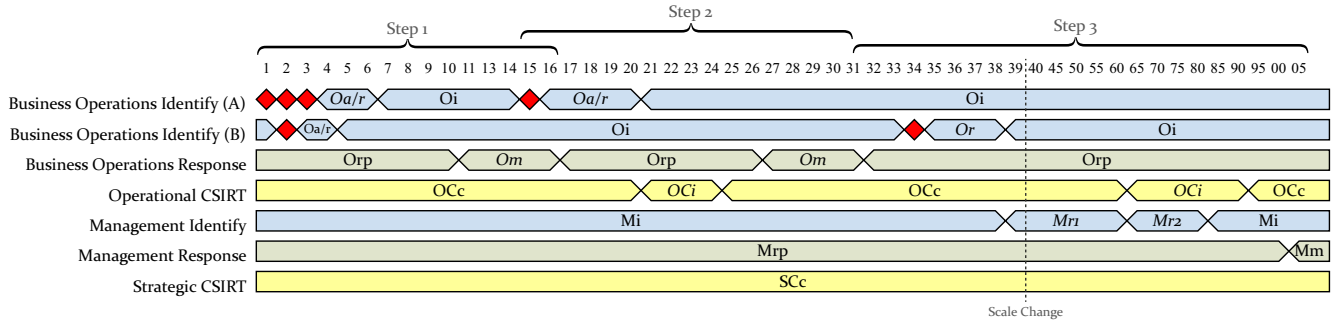 Step 1
Step 2
Step 3
1 2 3 4 5 6 7 8 9 10 11 12 13 14 15 16 17 18 19 20 21 22 23 24 25 26 27 28 29 30 31 32 33 34 35 36 37 38 39 40 45 50 55 60 65 70 75 80 85 90 95 00 05
Business Operations Identify (A) Oa/r Oi Oa/r Oi
Business Operations Identify (B) Oa/r Oi Or Oi
Business Operations Response Orp Om Orp Om Orp
Operational CSIRT OCc OCi OCc OCi OCc
Management Identify Mi Mr1 Mr2 Mi
Management Response Mrp Mm
Strategic CSIRT SCc
Scale Change